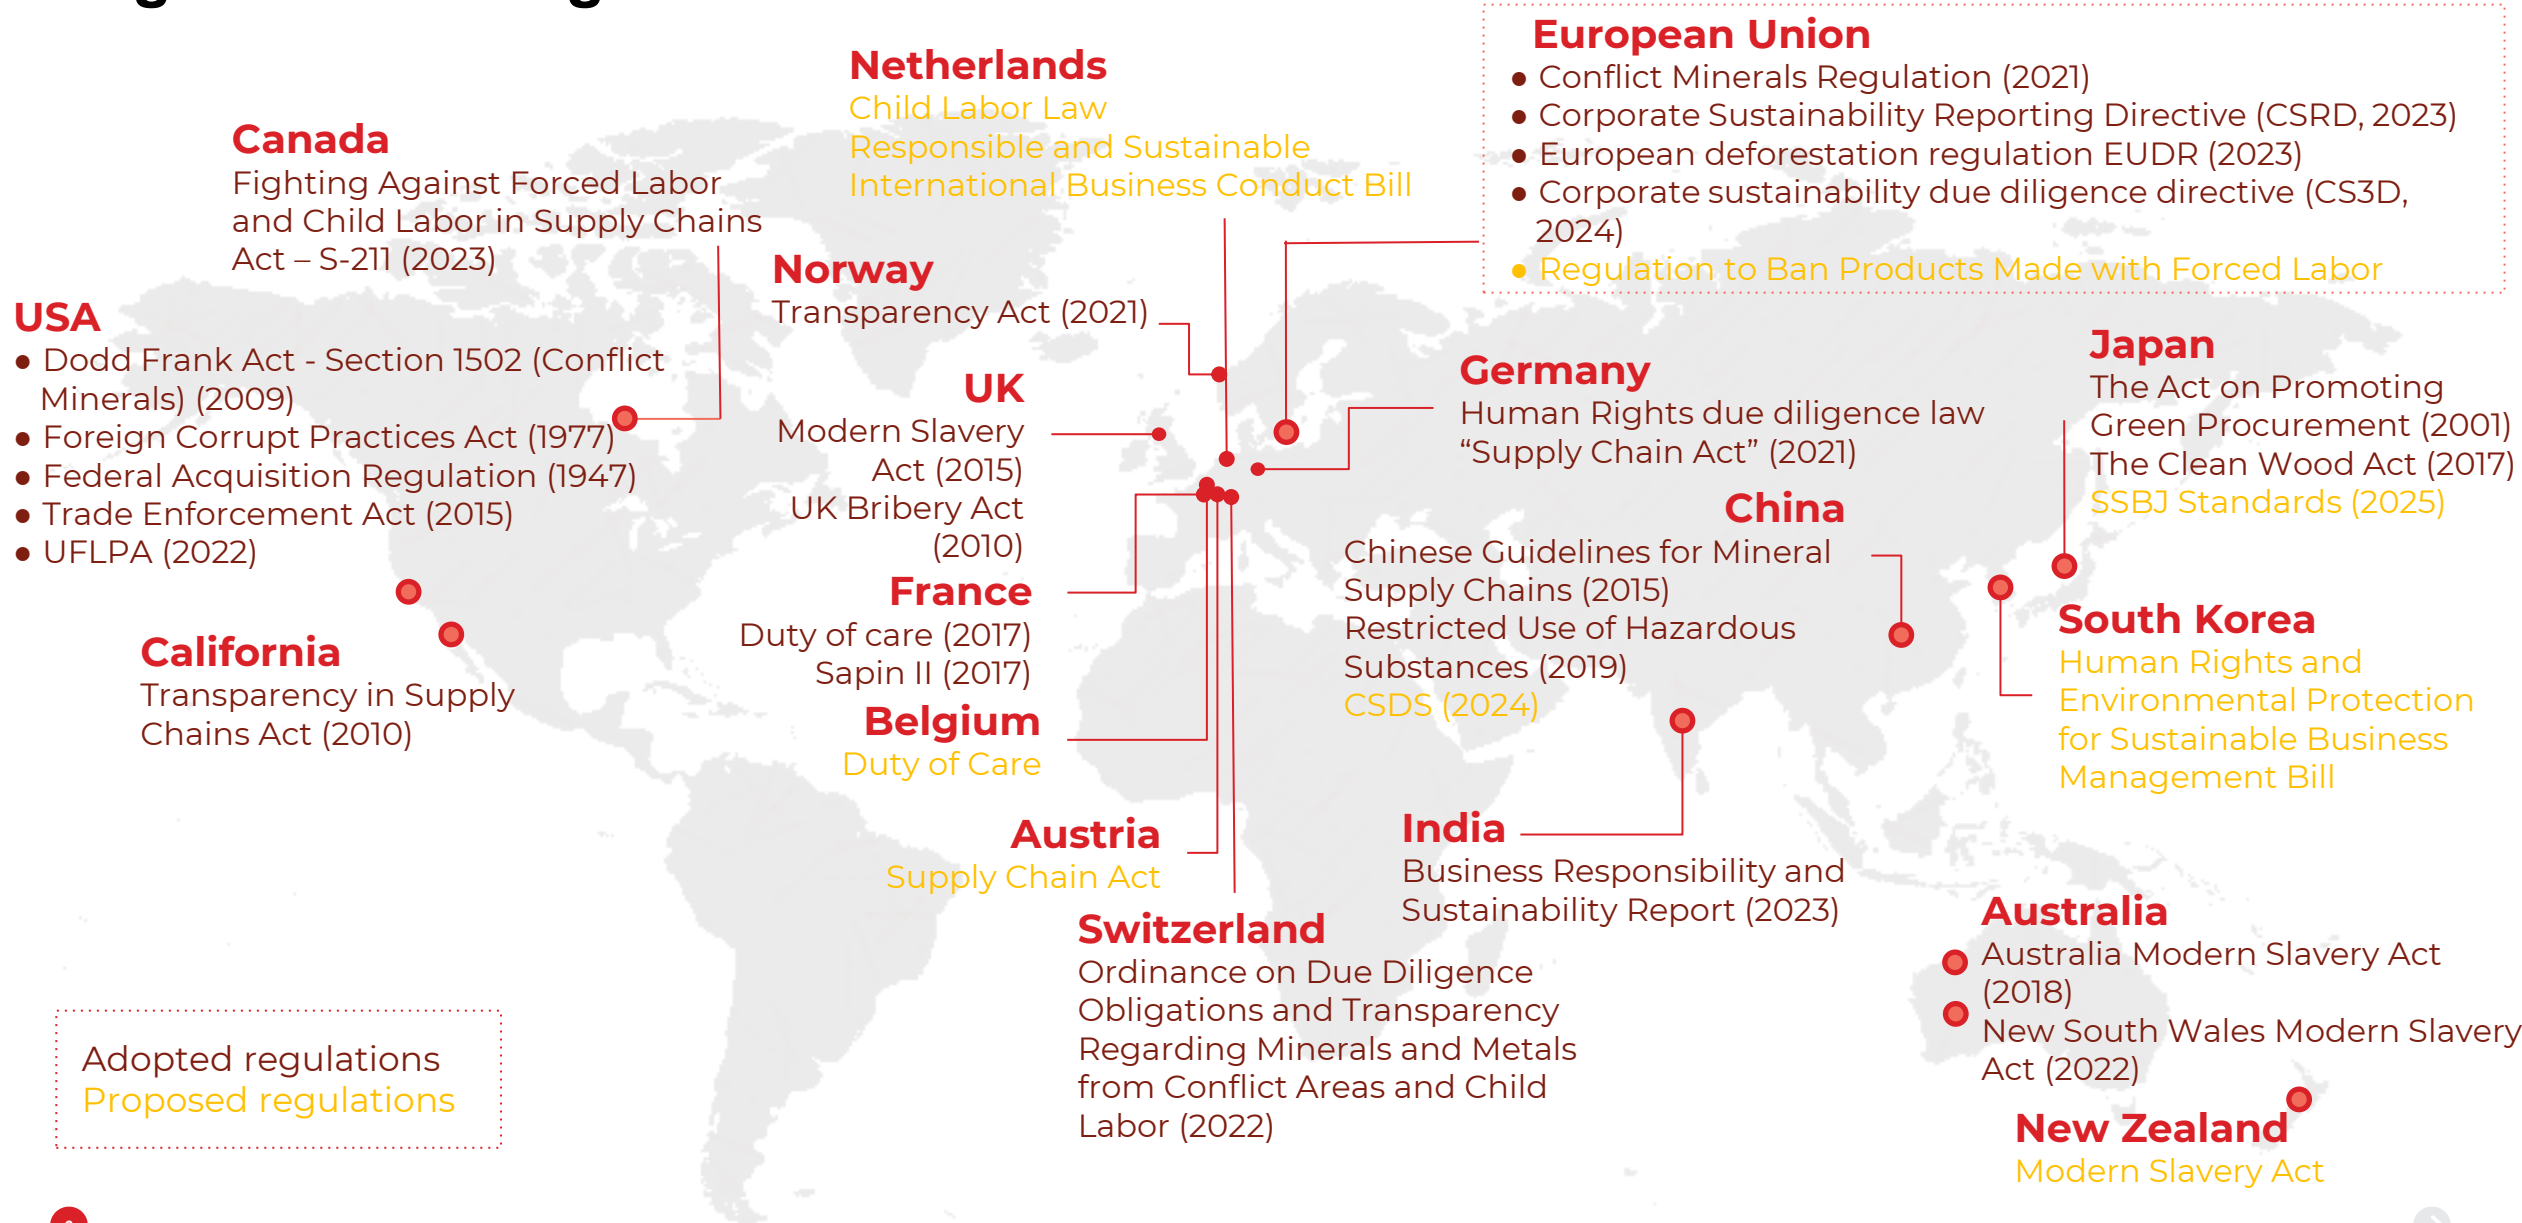 Netherlands
Child Labor Law
Responsible and Sustainable
International Business Conduct Bill
European Union
● Conflict Minerals Regulation (2021)
● Corporate Sustainability Reporting Directive (CSRD, 2023)
● European deforestation regulation EUDR (2023)
● Corporate sustainability due diligence directive (CS3D,
2024)
● Regulation to Ban Products Made with Forced Labor
Canada
Fighting Against Forced Labor
and Child Labor in Supply Chains
Act – S-211 (2023)
Norway
Transparency Act (2021)
USA
● Dodd Frank Act - Section 1502 (Conflict
Minerals) (2009)
● Foreign Corrupt Practices Act (1977)
● Federal Acquisition Regulation (1947)
● Trade Enforcement Act (2015)
● UFLPA (2022)
UK
Modern Slavery
Act (2015)
UK Bribery Act
(2010)
Germany
Human Rights due diligence law
“Supply Chain Act” (2021)
Japan
The Act on Promoting
Green Procurement (2001)
The Clean Wood Act (2017)
SSBJ Standards (2025)
China
Chinese Guidelines for Mineral
Supply Chains (2015)
Restricted Use of Hazardous
Substances (2019)
CSDS (2024)
France
Duty of care (2017)
Sapin II (2017)
South Korea
Human Rights and
Environmental Protection
for Sustainable Business
Management Bill
California
Transparency in Supply
Chains Act (2010)
Belgium
Duty of Care
Austria
Supply Chain Act
India
Business Responsibility and
Sustainability Report (2023)
Switzerland
Ordinance on Due Diligence
Obligations and Transparency
Regarding Minerals and Metals
from Conflict Areas and Child
Labor (2022)
Australia
Australia Modern Slavery Act
(2018)
New South Wales Modern Slavery
Act (2022)
New Zealand
Modern Slavery Act
Adopted regulations
Proposed regulations